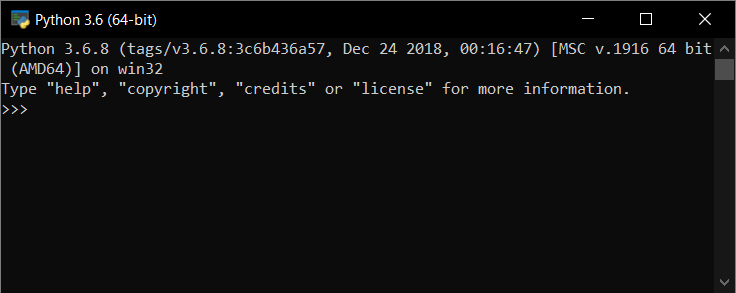 Python 3.6 (64-bit)
Python 3.6.8 (tags/v3.6.8:3c6b436a57, Dec 24 2018, 00:16:47) [MSC v.1916 64 bit
 (AMD64)] on win32
Type "help", "copyright", "credits" or "license" for more information.
>>>